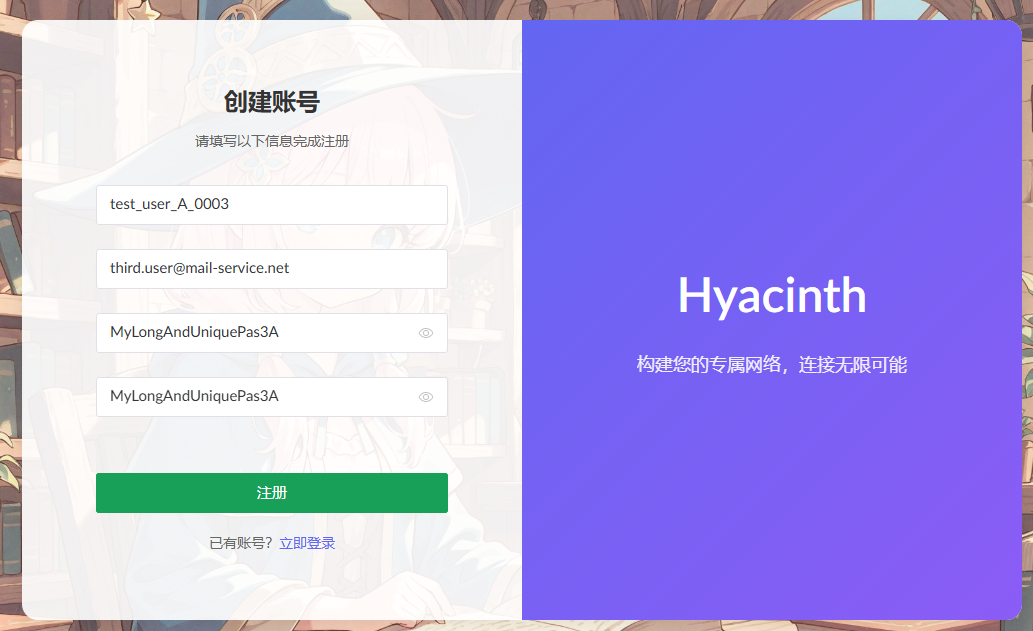 创建账号
请填写以下信息完成注册
test_user_A_0003
third.user@mail-service.net
MyLongAndUniquePas3A
MyLongAndUniquePas3A
注册
已有账号？立即登录
Hyacinth
构建您的专属网络，连接无限可能